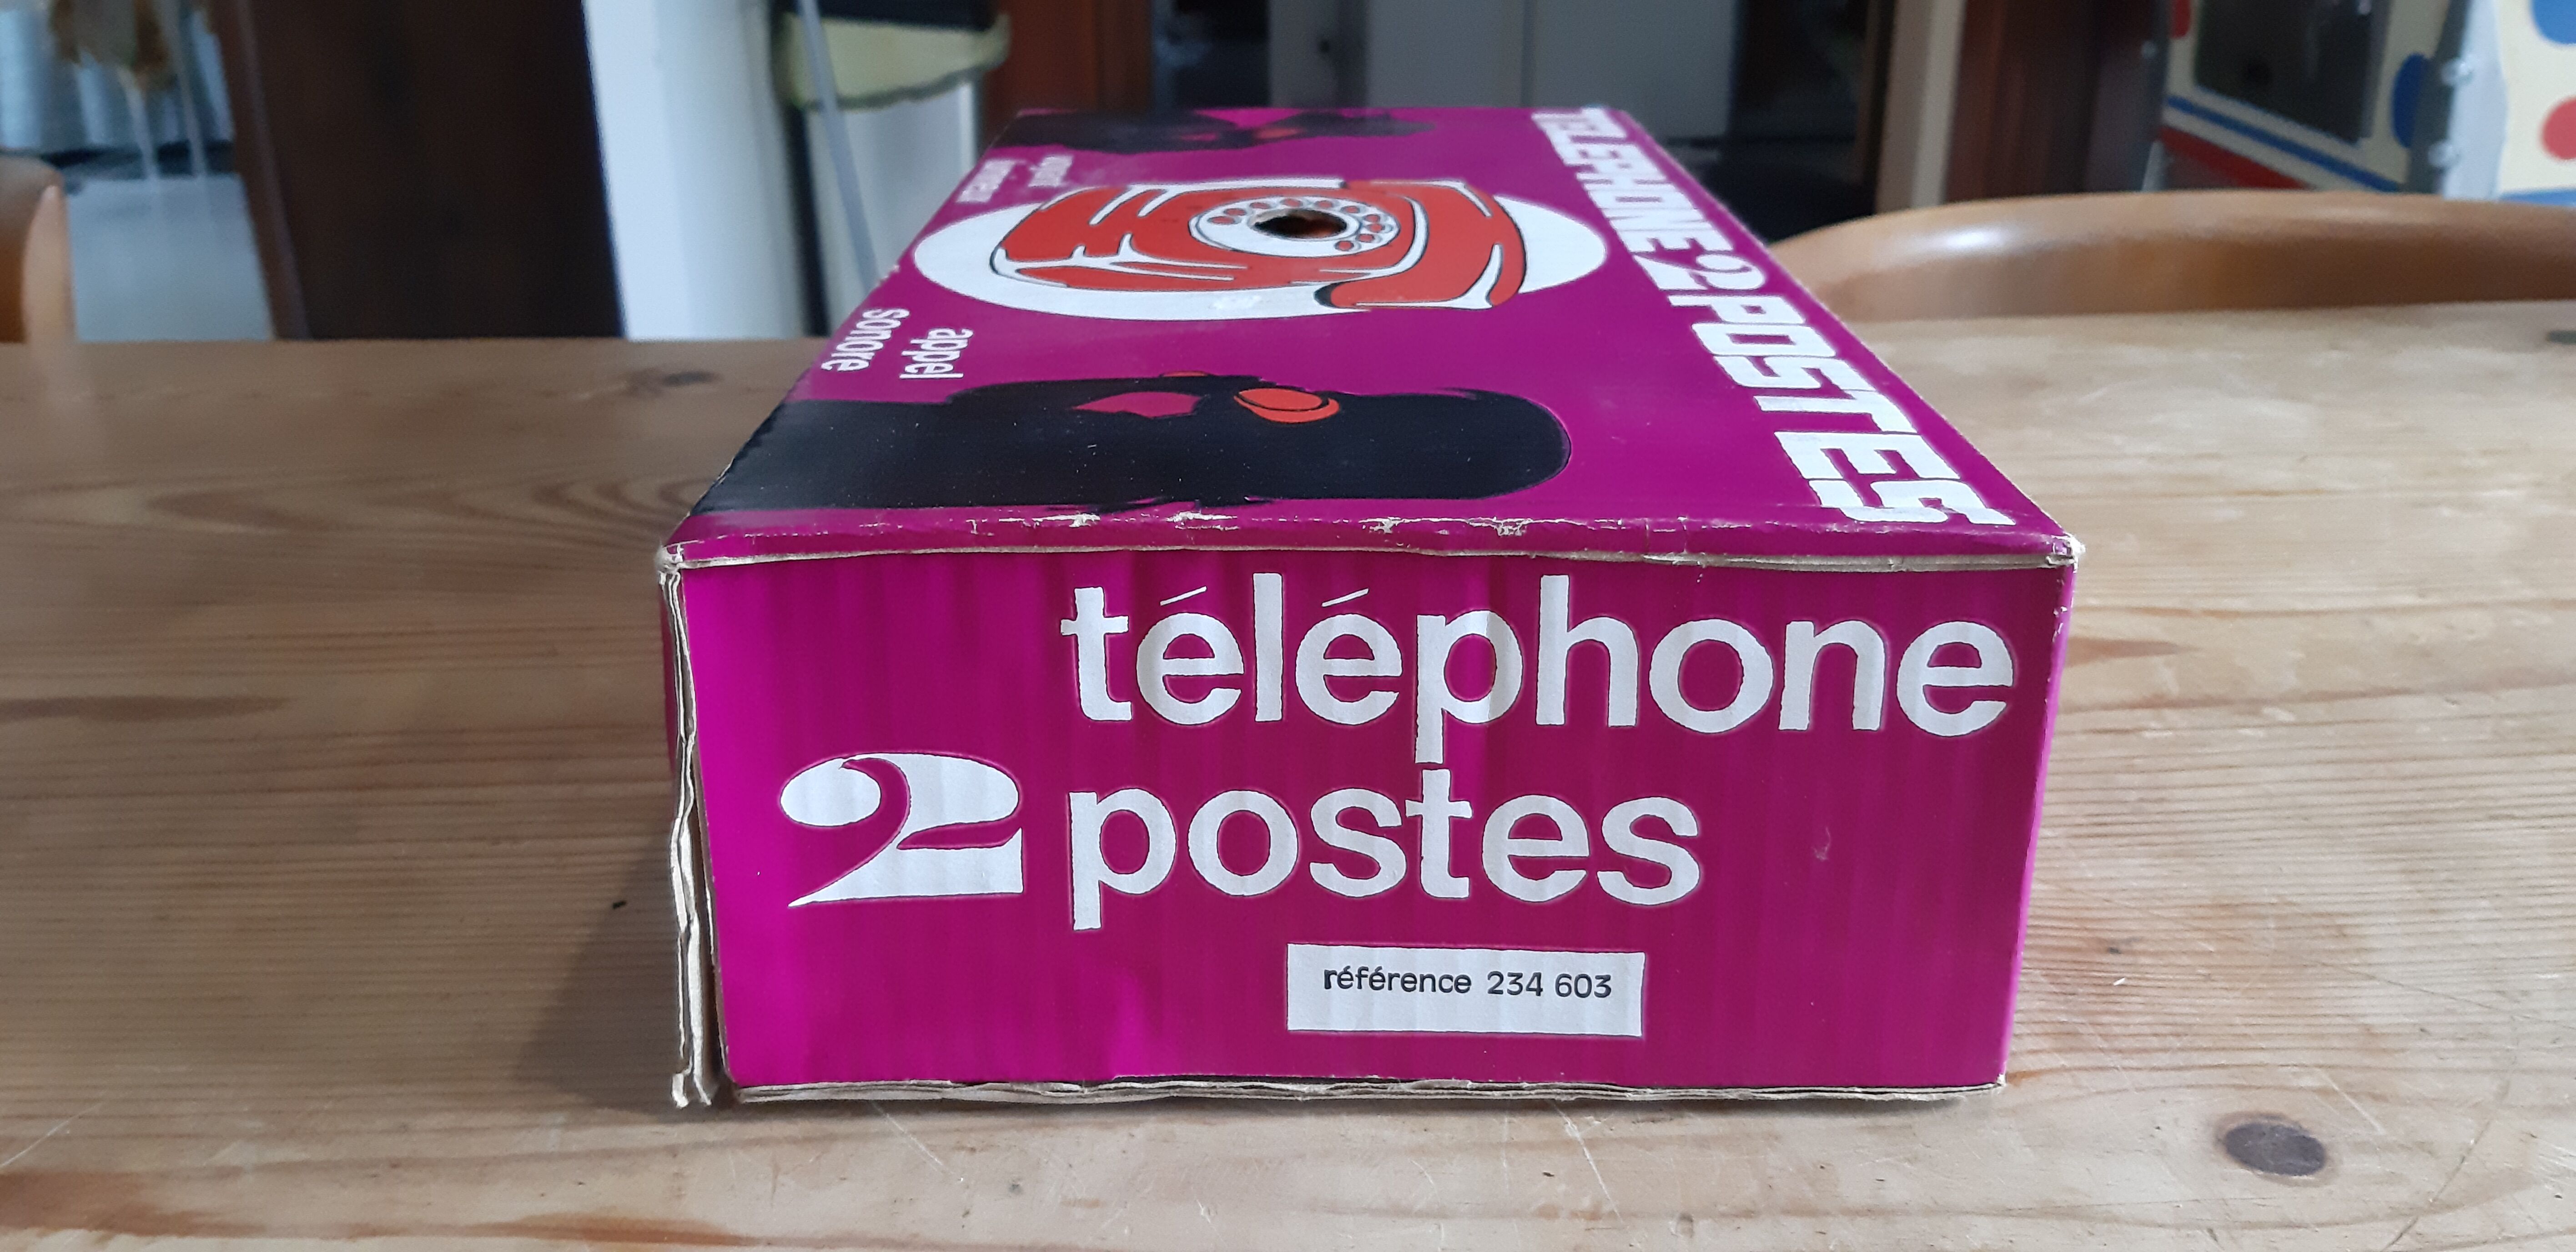 TELEPHONE 2 POSTES
appel
sonore
téléphone
2 postes
référence 234 603